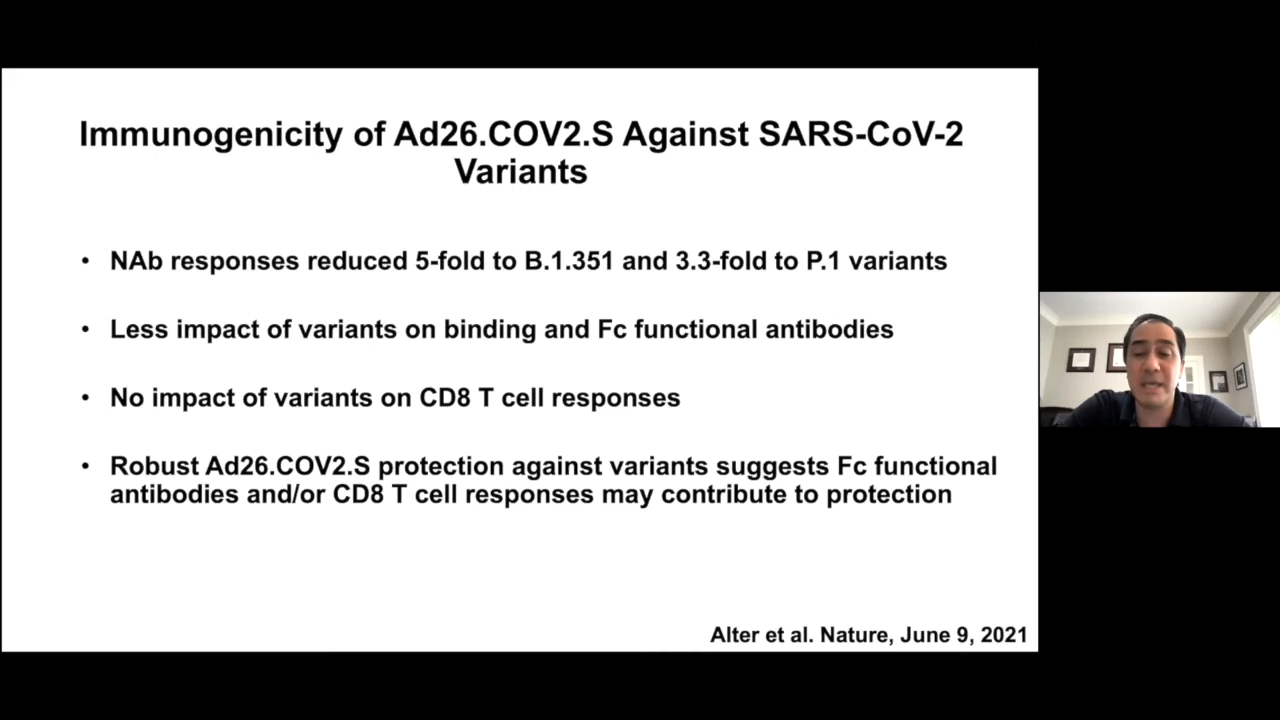 Immunogenicity of Ad26.COV2.S Against SARS-CoV-2
Variants
• NAb responses reduced 5-fold to B.1.351 and 3.3-fold to P.1 variants
• Less impact of variants on binding and Fc functional antibodies
• No impact of variants on CD8 T cell responses
• Robust Ad26.COV2.S protection against variants suggests Fc functional
antibodies and/or CD8 T cell responses may contribute to protection
Alter et al. Nature, June 9, 2021